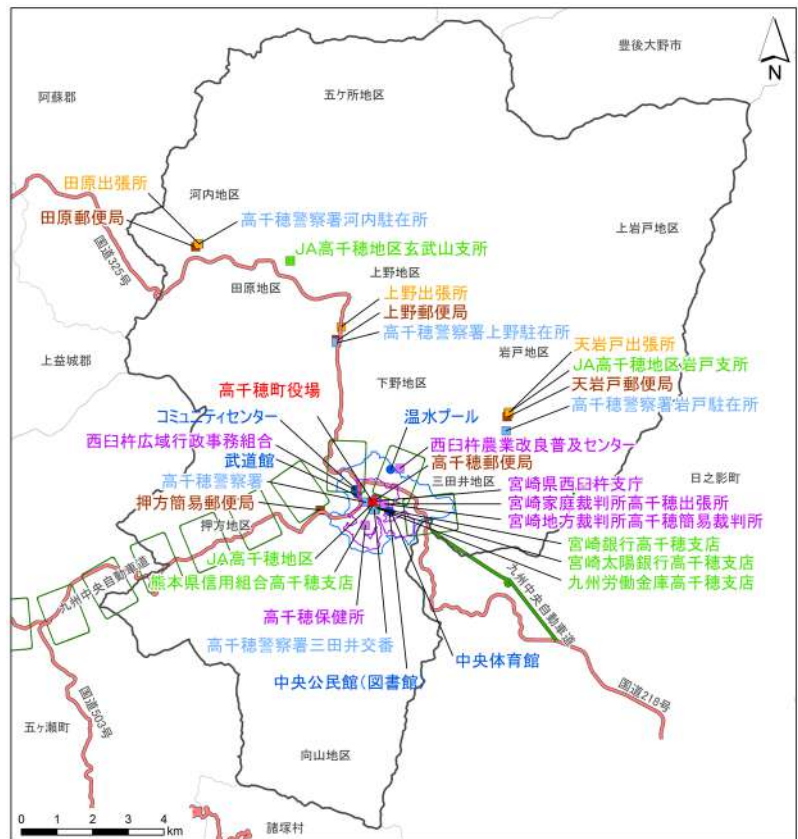 豊後大野市
N
五ケ所地区
阿蘇郡
田原出張所
河内地区
高千穂警察署河内駐在所
田原郵便局
上岩戸地区
国道325号
JA高千穂地区玄武山支所
上野地区
田原地区
上野出張所
上野郵便局
高千穂警察署上野駐在所
天岩戸出張所
岩戸地区
JA高千穂地区岩戸支所
上益城郡
天岩戸郵便局
下野地区
高千穂町役場
高千穂警察署岩戸駐在所
コミュニティセンター
温水プール
西臼杵広域行政事務組合
西臼杵農業改良普及センター
武道館
高千穂郵便局
日之影町
高千穂警察署
三田井地区
宮崎県西臼杵支庁
押方簡易郵便局
宮崎家庭裁判所高千穂出張所
宮崎地方裁判所高千穂簡易裁判所
押方地区
宮崎銀行高千穂支店
JA高千穂地区
宮崎太陽銀行高千穂支店
九州中央自動車道
熊本県信用組合高千穂支店
九州労働金庫高千穂支店
九州中央自動車道
高千穂保健所
高千穂警察署三田井交番
中央体育館
中央公民館(図書館)
国道218号
国道503号
五ヶ瀬町
向山地区
0 1 2 3 4
km
諸塚村